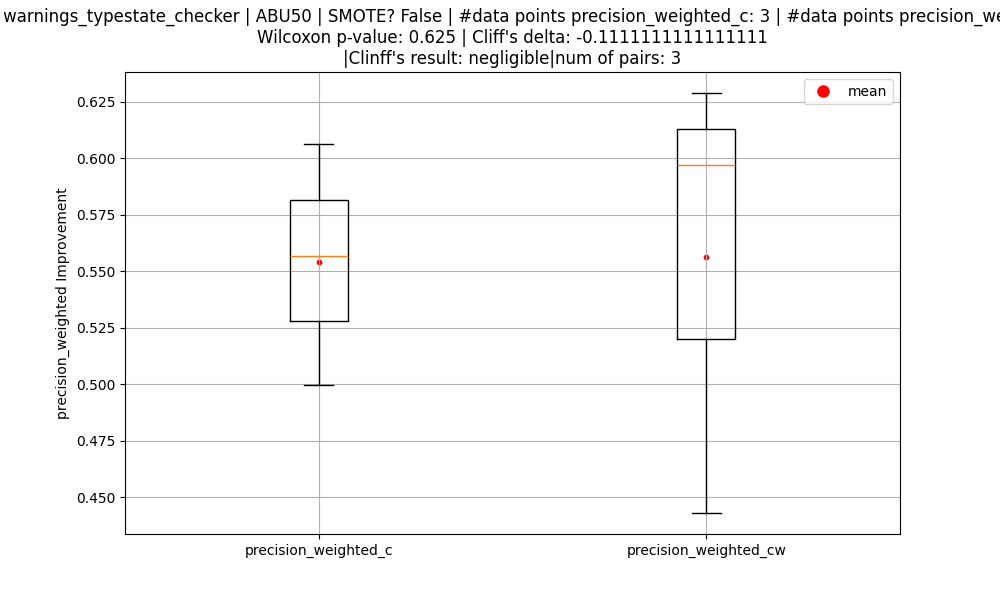 warnings_typestate_checker | ABU50 | SMOTE? False | #data points precision_weighted_c: 3 | #data points
Wilcoxon p-value: 0.625 | Cliff's delta: -0.1111111111111111
|Clinff's result: negligible|num of pairs: 3
mean
0.625
0.600
0.575
0.550
0.525
0.500
0.475
0.450
precision_weighted Improvement
precision_weighted_c
precision_weighted_cw